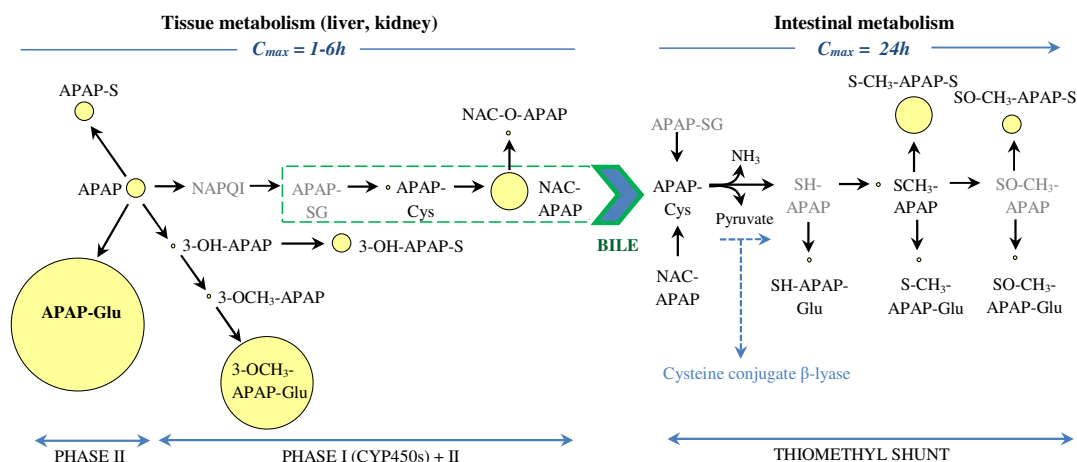 Tissue metabolism (liver, kidney)
Cmax = 1-6h
APAP-S
NAC-O-APAP
APAP
NAPQI
APAP-
SG
APAP-
Cys
NAC-
APAP
3-OH-APAP
3-OH-APAP-S
3-OCH3-APAP
APAP-Glu
3-OCH3-
APAP-Glu
PHASE II
PHASE I (CYP450s) + II
BILE
Intestinal metabolism
Cmax = 24h
S-CH3-APAP-S
SO-CH3-APAP-S
APAP-SG
NH3
APAP-
Cys
Pyruvate
SH-
APAP
SCH3-
APAP
SO-CH3-
APAP
NAC-
APAP
SH-APAP-
Glu
S-CH3-
APAP-Glu
SO-CH3-
APAP-Glu
Cysteine conjugate β-lyase
THIOMETHYL SHUNT